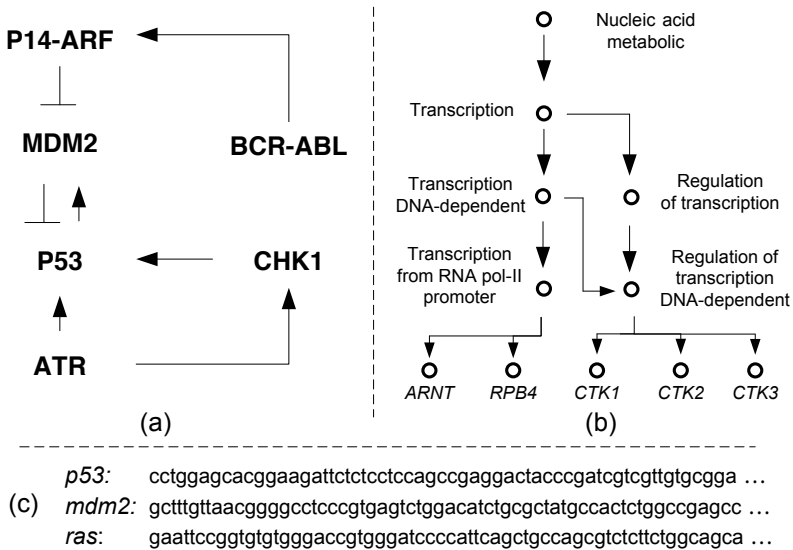 P14-ARF
MDM2
BCR-ABL
P53
CHK1
ATR
(a)
Nucleic acid
metabolic
Transcription
Transcription
DNA-dependent
Regulation
of transcription
Transcription
from RNA pol-II
promoter
Regulation of
transcription
DNA-dependent
ARNT
RPB4
CTK1
CTK2
CTK3
(b)
(c)
p53: cctggagcacggaagattctctcctccagccgaggactacccgatcgtcgttgtgcgga ...
mdm2: gctttgttaacggggcctcccgtgagtctggacatctgcgctatgccactctggccgagcc ...
ras: gaattccggtgtgtgggaccgtgggatccccattcagctgccagcgtctcttctggcagca ...